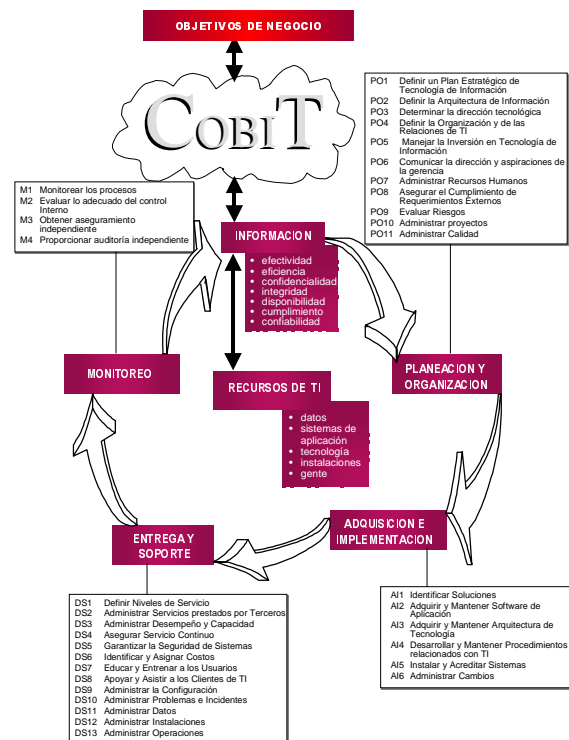 OBJETIVOS DE NEGOCIO
COBIT
PO1 Definir un Plan Estratégico de
Tecnología de Información
PO2 Definir la Arquitectura de Información
PO3 Determinar la dirección tecnológica
PO4 Definir la Organización y de las
Relaciones de TI
PO5 Manejar la Inversión en Tecnología de
Información
PO6 Comunicar la dirección y aspiraciones de
la gerencia
PO7 Administrar Recursos Humanos
PO8 Asegurar el Cumplimiento de
Requerimientos Externos
PO9 Evaluar Riesgos
PO10 Administrar proyectos
PO11 Administrar Calidad
M1 Monitorear los procesos
M2 Evaluar lo adecuado del control
Interno
M3 Obtener aseguramiento
independiente
M4 Proporcionar auditoría independiente
INFORMACION
• efectividad
• eficiencia
• confidencialidad
• integridad
• disponibilidad
• cumplimiento
• confiabilidad
MONITOREO
RECURSOS DE TI
• datos
• sistemas de
aplicación
• tecnología
• instalaciones
• gente
PLANEACION Y
ORGANIZACION
ENTREGA Y
SOPORTE
ADQUISICION E
IMPLEMENTACION
DS1 Definir Niveles de Servicio
DS2 Administrar Servicios prestados por Terceros
DS3 Administrar Desempeño y Capacidad
DS4 Asegurar Servicio Continuo
DS5 Garantizar la Seguridad de Sistemas
DS6 Identificar y Asignar Costos
DS7 Educar y Entrenar a los Usuarios
DS8 Apoyar y Asistir a los Clientes de TI
DS9 Administrar la Configuración
DS10 Administrar Problemas e Incidentes
DS11 Administrar Datos
DS12 Administrar Instalaciones
DS13 Administrar Operaciones
AI1 Identificar Soluciones
AI2 Adquirir y Mantener Software de
Aplicación
AI3 Adquirir y Mantener Arquitectura de
Tecnología
AI4 Desarrollar y Mantener Procedimientos
relacionados con TI
AI5 Instalar y Acreditar Sistemas
AI6 Administrar Cambios